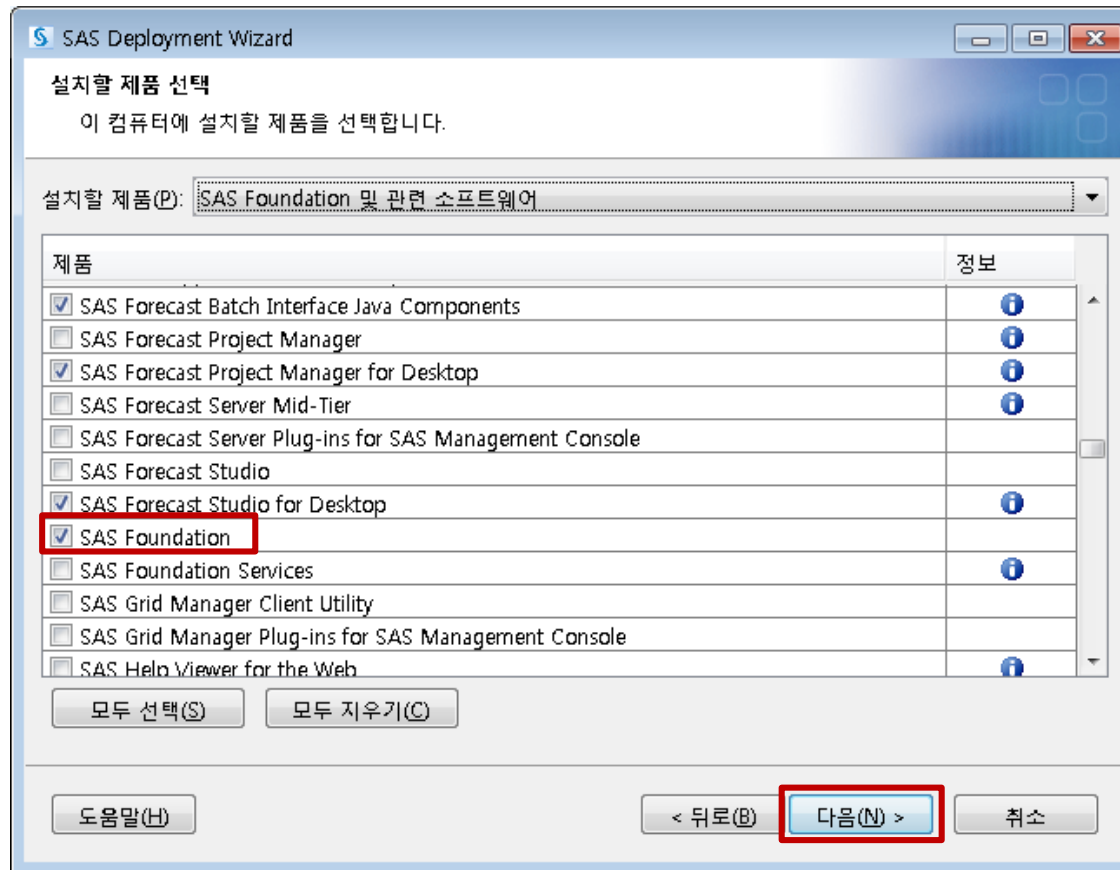 SAS Deployment Wizard
설치할 제품 선택
이 컴퓨터에 설치할 제품을 선택합니다.
설치할 제품(P): SAS Foundation 및 관련 소프트웨어
제품 정보
SAS Forecast Batch Interface Java Components
SAS Forecast Project Manager
SAS Forecast Project Manager for Desktop
SAS Forecast Server Mid-Tier
SAS Forecast Server Plug-ins for SAS Management Console
SAS Forecast Studio
SAS Forecast Studio for Desktop
SAS Foundation
SAS Foundation Services
SAS Grid Manager Client Utility
SAS Grid Manager Plug-ins for SAS Management Console
SAS Help Viewer for the Web
모두 선택(S) 모두 지우기(C)
도움말(H) < 뒤로(B) 다음(N) > 취소